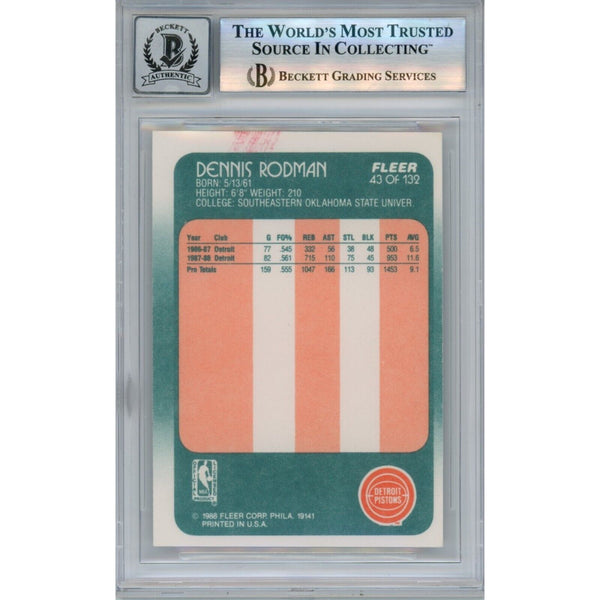 BECKETT
AUTHENTIC
THE WORLD'S MOST TRUSTED
SOURCE IN COLLECTING™
BECKETT GRADING SERVICES
DENNIS RODMAN
FLEER
43 OF 132
BORN: 5/13/61
HEIGHT: 6'8" WEIGHT: 210
COLLEGE: SOUTHEASTERN OKLAHOMA STATE UNIVER.
Year Club G FG% REB AST STL BLK PTS AVG
1986-87 Detroit 77 .545 332 56 38 48 500 6.5
1987-88 Detroit 82 .561 715 110 75 45 953 11.6
Pro Totals 159 .555 1047 166 113 93 1453 9.1
NBA
DETROIT
PISTONS
© 1988 FLEER CORP. PHILA. 19141
PRINTED IN U.S.A.